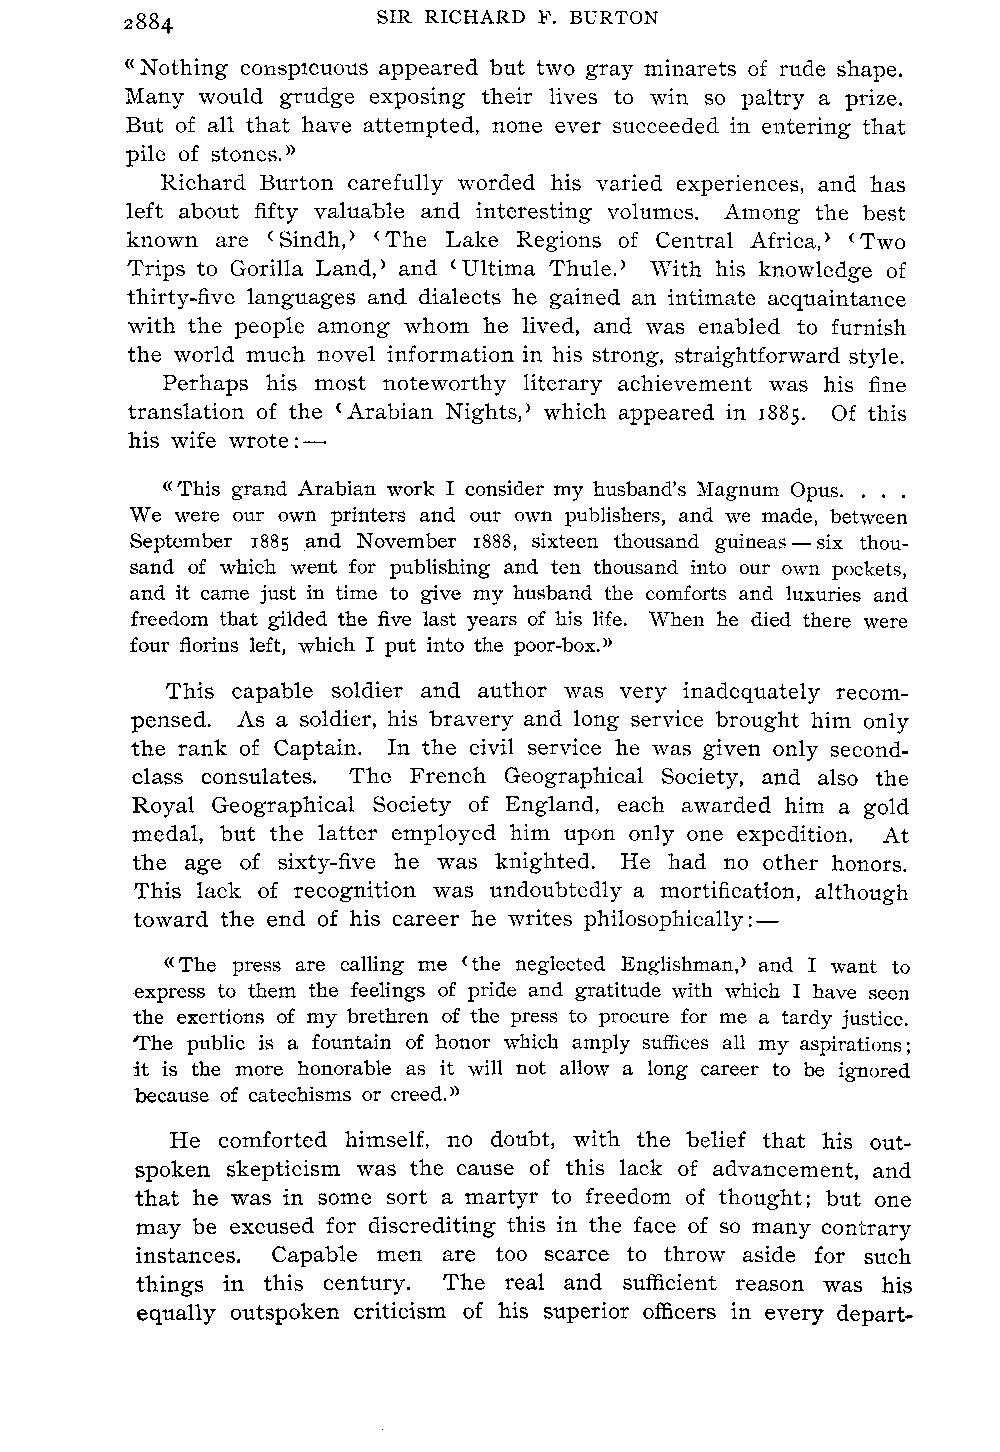 2884
SIR RICHARD F. BURTON
«Nothing conspicuous appeared but two gray minarets of rude shape.
Many would grudge exposing their lives to win so paltry a prize.
But of all that have attempted, none ever succeeded in entering that
pile of stones.»
Richard Burton carefully worded his varied experiences, and has
left about fifty valuable and interesting volumes. Among the best
known are ‹Sindh,› ‹The Lake Regions of Central Africa,› ‹Two
Trips to Gorilla Land,› and ‹Ultima Thule.› With his knowledge of
thirty-five languages and dialects he gained an intimate acquaintance
with the people among whom he lived, and was enabled to furnish
the world much novel information in his strong, straightforward style.
Perhaps his most noteworthy literary achievement was his fine
translation of the ‹Arabian Nights,› which appeared in 1885. Of this
his wife wrote:—
«This grand Arabian work I consider my husband's Magnum Opus. . . .
We were our own printers and our own publishers, and we made, between
September 1885 and November 1888, sixteen thousand guineas—six thou-
sand of which went for publishing and ten thousand into our own pockets,
and it came just in time to give my husband the comforts and luxuries and
freedom that gilded the five last years of his life. When he died there were
four florins left, which I put into the poor-box.»
This capable soldier and author was very inadequately recom-
pensed. As a soldier, his bravery and long service brought him only
the rank of Captain. In the civil service he was given only second-
class consulates. The French Geographical Society, and also the
Royal Geographical Society of England, each awarded him a gold
medal, but the latter employed him upon only one expedition. At
the age of sixty-five he was knighted. He had no other honors.
This lack of recognition was undoubtedly a mortification, although
toward the end of his career he writes philosophically:—
«The press are calling me ‹the neglected Englishman,› and I want to
express to them the feelings of pride and gratitude with which I have seen
the exertions of my brethren of the press to procure for me a tardy justice.
The public is a fountain of honor which amply suffices all my aspirations;
it is the more honorable as it will not allow a long career to be ignored
because of catechisms or creed.»
He comforted himself, no doubt, with the belief that his out-
spoken skepticism was the cause of this lack of advancement, and
that he was in some sort a martyr to freedom of thought; but one
may be excused for discrediting this in the face of so many contrary
instances. Capable men are too scarce to throw aside for such
things in this century. The real and sufficient reason was his
equally outspoken criticism of his superior officers in every depart-